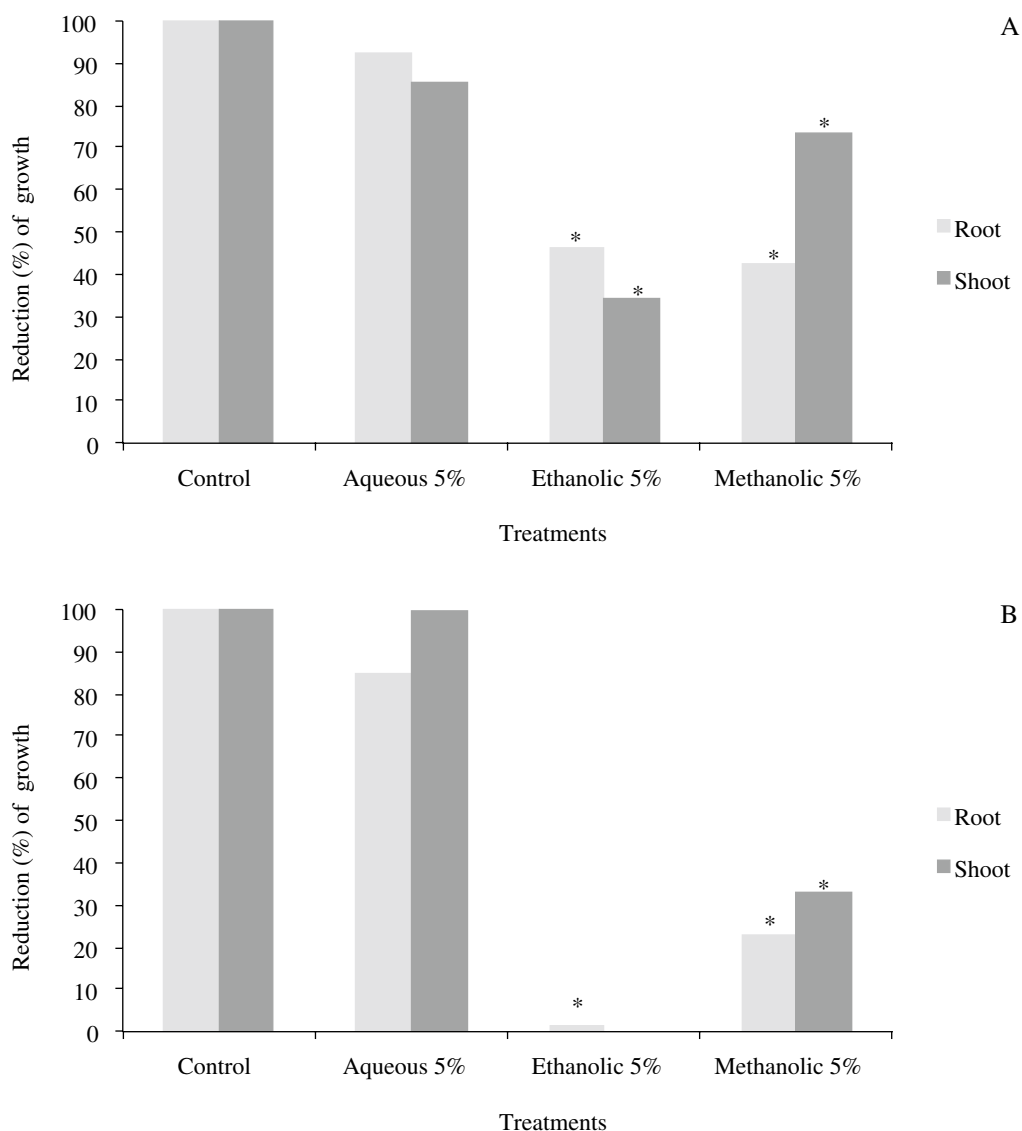 A
Reduction (%) of growth
100
90
80
70
60
50
40
30
20
10
0
*
*
*
*
Root
Shoot
Control Aqueous 5% Ethanolic 5% Methanolic 5%
Treatments
B
Reduction (%) of growth
100
90
80
70
60
50
40
30
20
10
0
*
*
*
Root
Shoot
Control Aqueous 5% Ethanolic 5% Methanolic 5%
Treatments